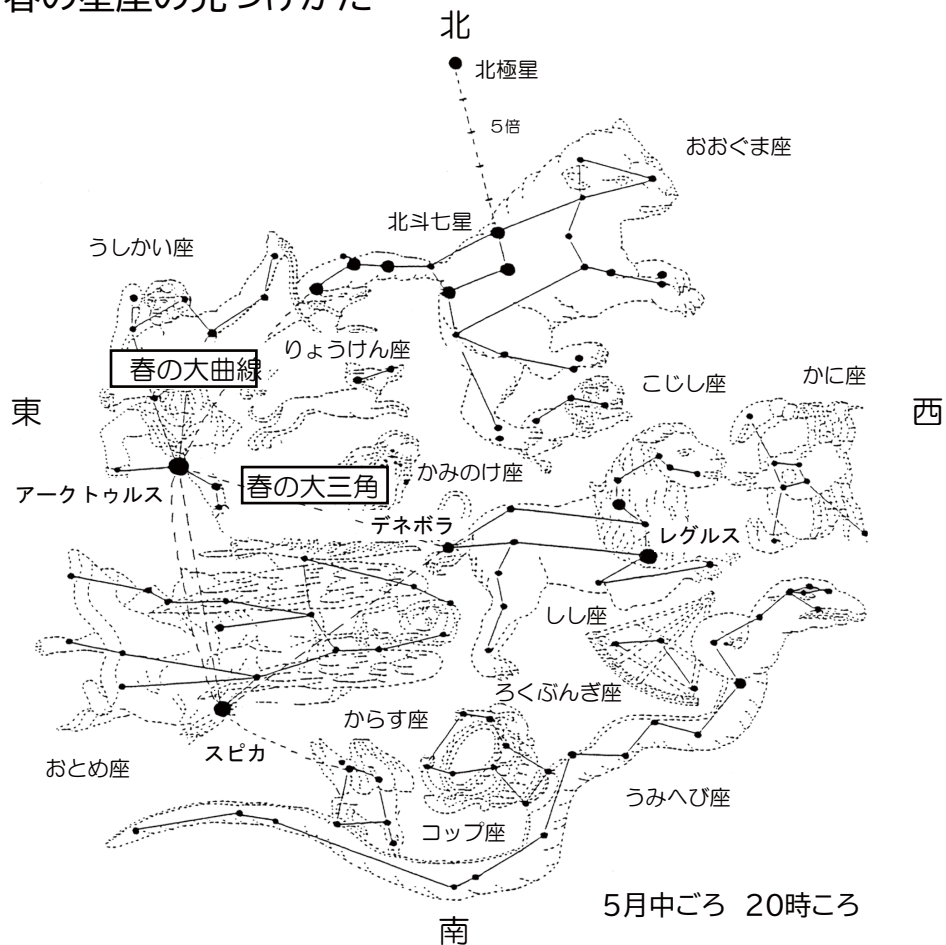 春の星座の見つけかた
北
北極星
5倍
おおぐま座
北斗七星
うしかい座
りょうけん座
春の大曲線
こじし座
かに座
東
西
かみのけ座
春の大三角
アークトゥルス
デネボラ
レグルス
しし座
ろくぶんぎ座
からす座
スピカ
おとめ座
うみへび座
コップ座
5月中ごろ 20時ころ
南